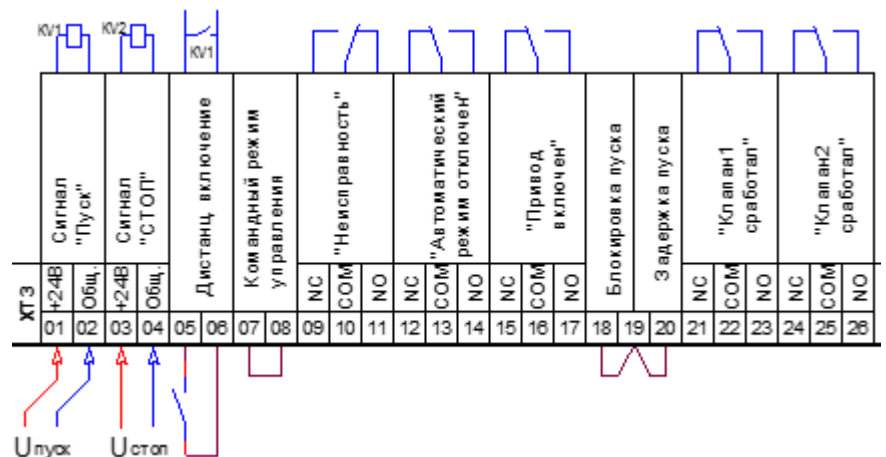 KV1
KV2
KV1
Сигнал
"Пуск"
Сигнал
"СТОП"
Дистанц. включение
Командный режим
управления
"Неисправность"
"Автоматический
режим отключен"
"Привод
включен"
Блокировка пуска
Задержка пуска
"Клапан1
сработал"
"Клапан2
сработал"
ХТ3
+24В
Общ.
+24В
Общ.
NC
COM
NO
NC
COM
NO
NC
COM
NO
NC
COM
NO
NC
COM
NO
01 02 03 04 05 06 07 08 09 10 11 12 13 14 15 16 17 18 19 20 21 22 23 24 25 26
Uпуск
Uстоп